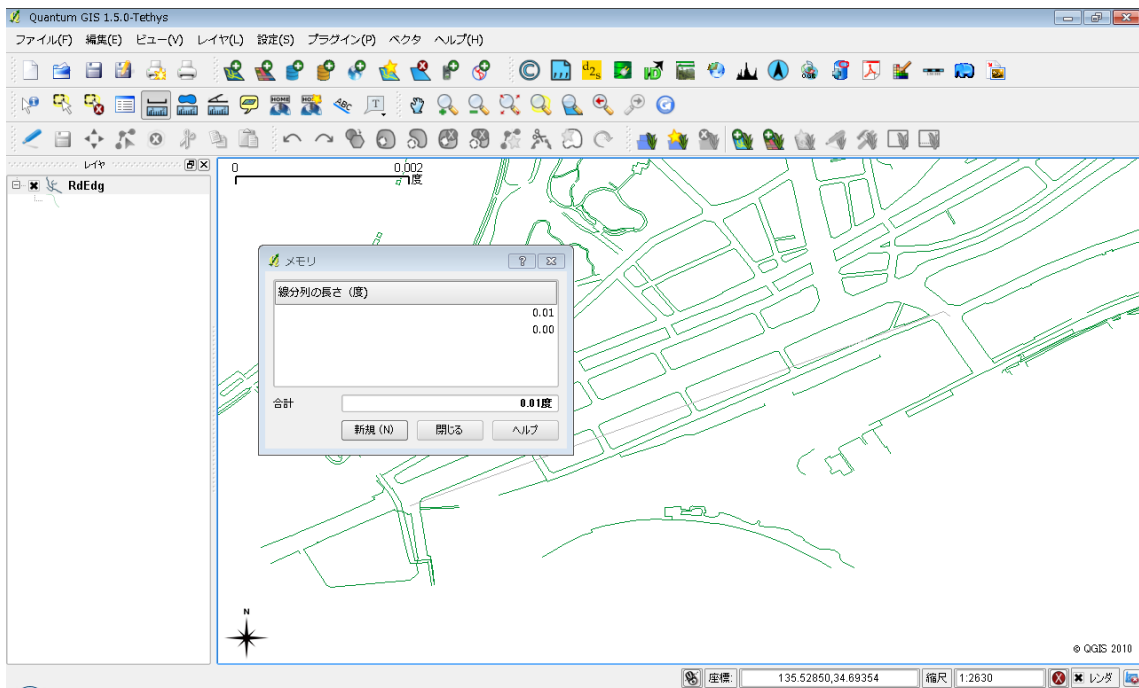 Quantum GIS 1.5.0-Tethys
ファイル(F) 編集(E) ビュー(V) レイヤ(L) 設定(S) プラグイン(P) ベクタ ヘルプ(H)
レイヤ
RdEdg
0 0.002
度
メモリ
線分列の長さ (度)
0.01
0.00
合計 0.01度
新規(N) 閉じる ヘルプ
N
© QGIS 2010
座標: 135.52850,34.69354 縮尺 1:2630 レンダ